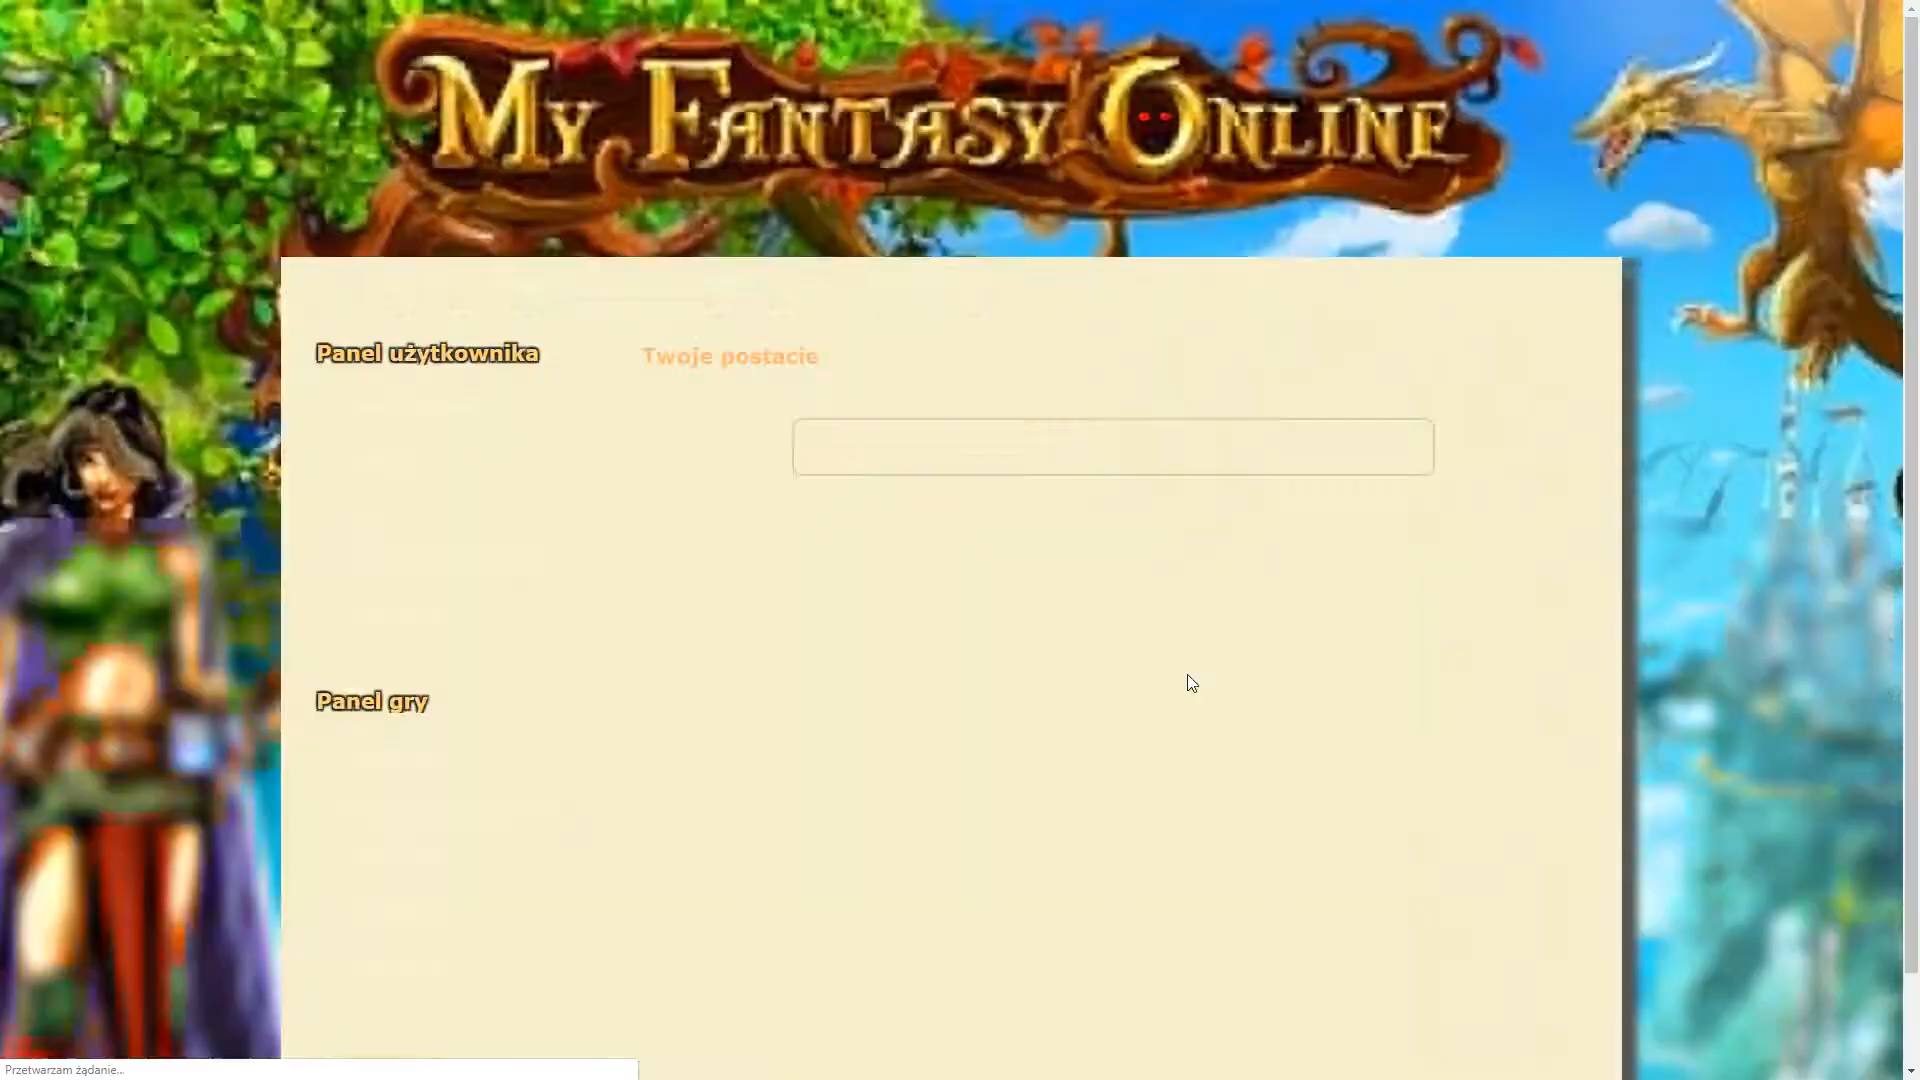 My Fantasy Online
Panel użytkownika
Twoje postacie
Panel gry
Przetwarzam żądanie...